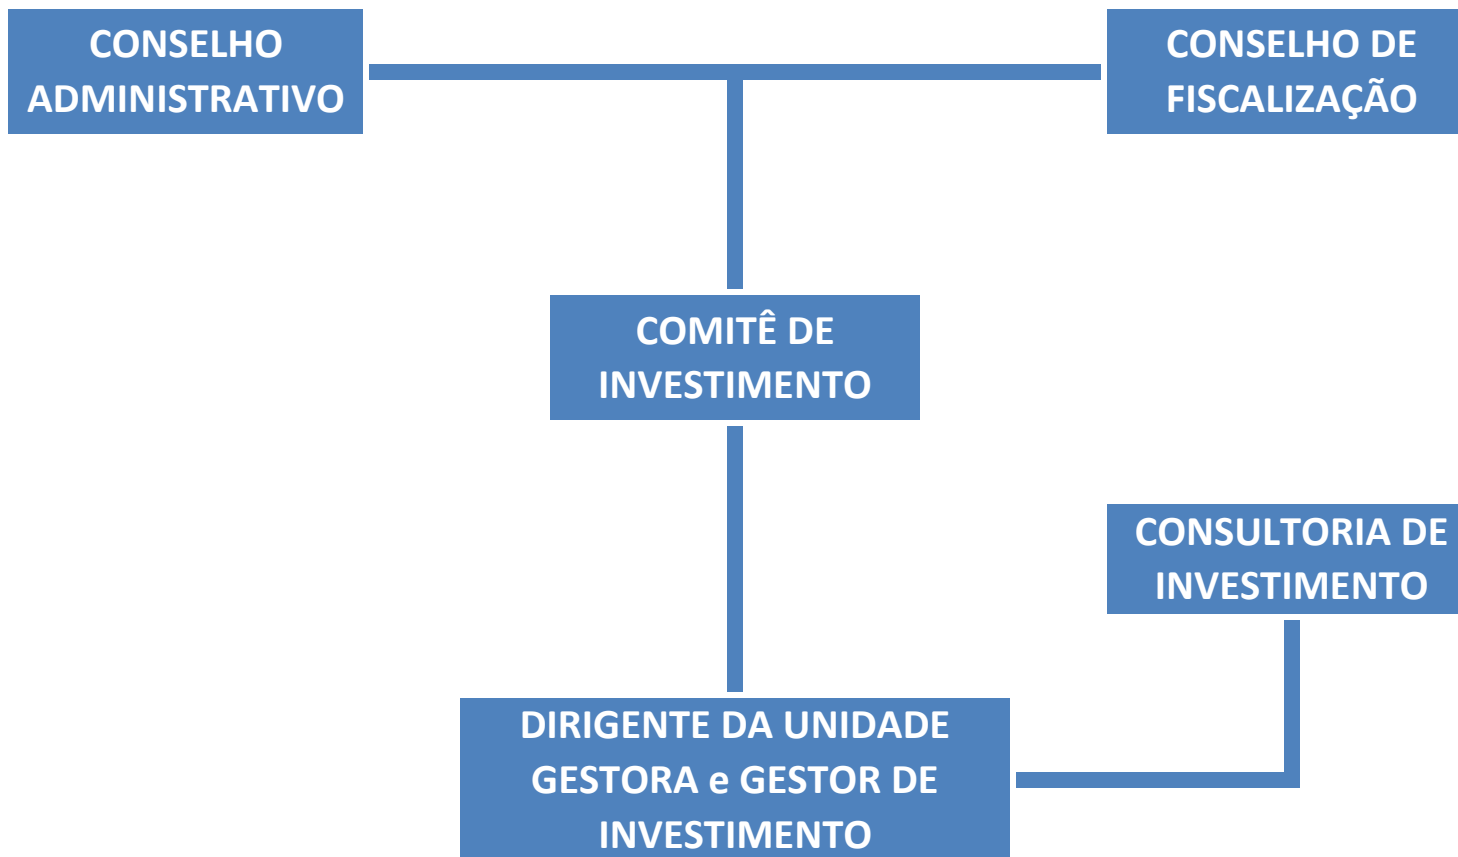 CONSELHO
ADMINISTRATIVO
CONSELHO DE
FISCALIZAÇÃO
COMITÊ DE
INVESTIMENTO
CONSULTORIA DE
INVESTIMENTO
DIRIGENTE DA UNIDADE
GESTORA e GESTOR DE
INVESTIMENTO